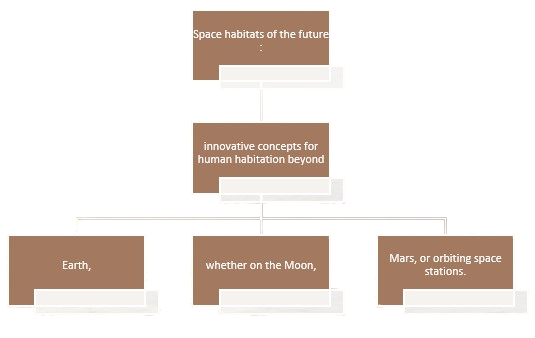 Space habitats of the future
:
innovative concepts for
human habitation beyond
Earth,
whether on the Moon,
Mars, or orbiting space
stations.